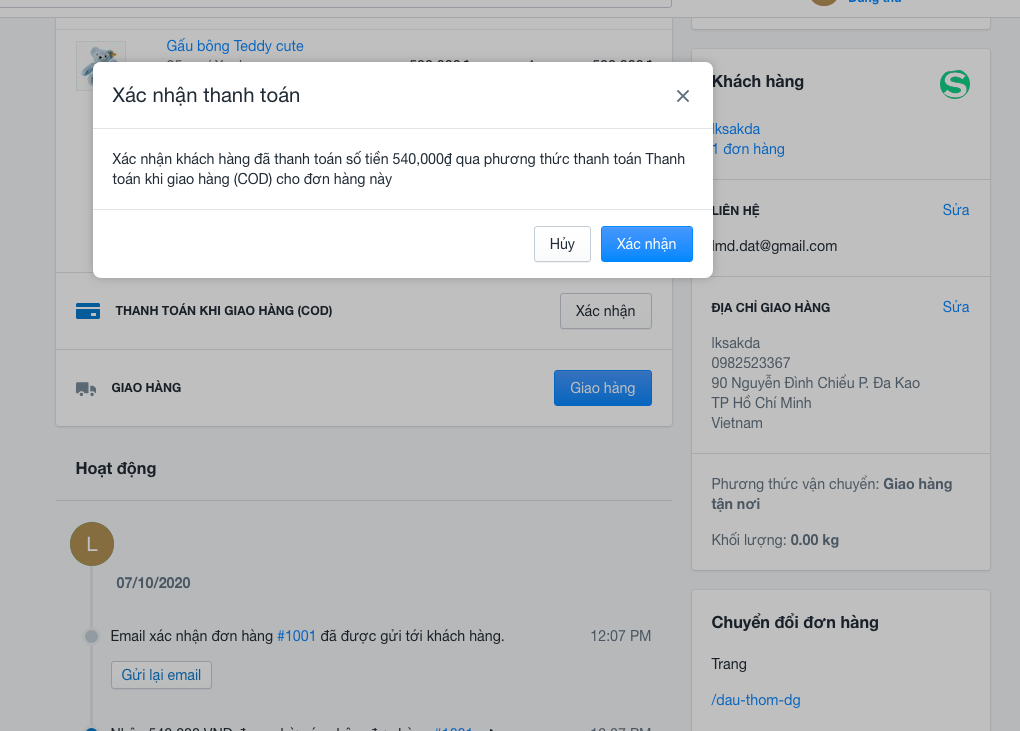 Gấu bông Teddy cute
Xác nhận thanh toán
Xác nhận khách hàng đã thanh toán số tiền 540,000₫ qua phương thức thanh toán Thanh
toán khi giao hàng (COD) cho đơn hàng này
Hủy
Xác nhận
THANH TOÁN KHI GIAO HÀNG (COD)
Xác nhận
GIAO HÀNG
Giao hàng
Hoạt động
L
07/10/2020
Email xác nhận đơn hàng #1001 đã được gửi tới khách hàng.
12:07 PM
Gửi lại email
Khách hàng
S
lksakda
1 đơn hàng
LIÊN HỆ
Sửa
lmd.dat@gmail.com
ĐỊA CHỈ GIAO HÀNG
Sửa
lksakda
0982523367
90 Nguyễn Đình Chiểu P. Đa Kao
TP Hồ Chí Minh
Vietnam
Phương thức vận chuyển: Giao hàng
tận nơi
Khối lượng: 0.00 kg
Chuyển đổi đơn hàng
Trang
/dau-thom-dg